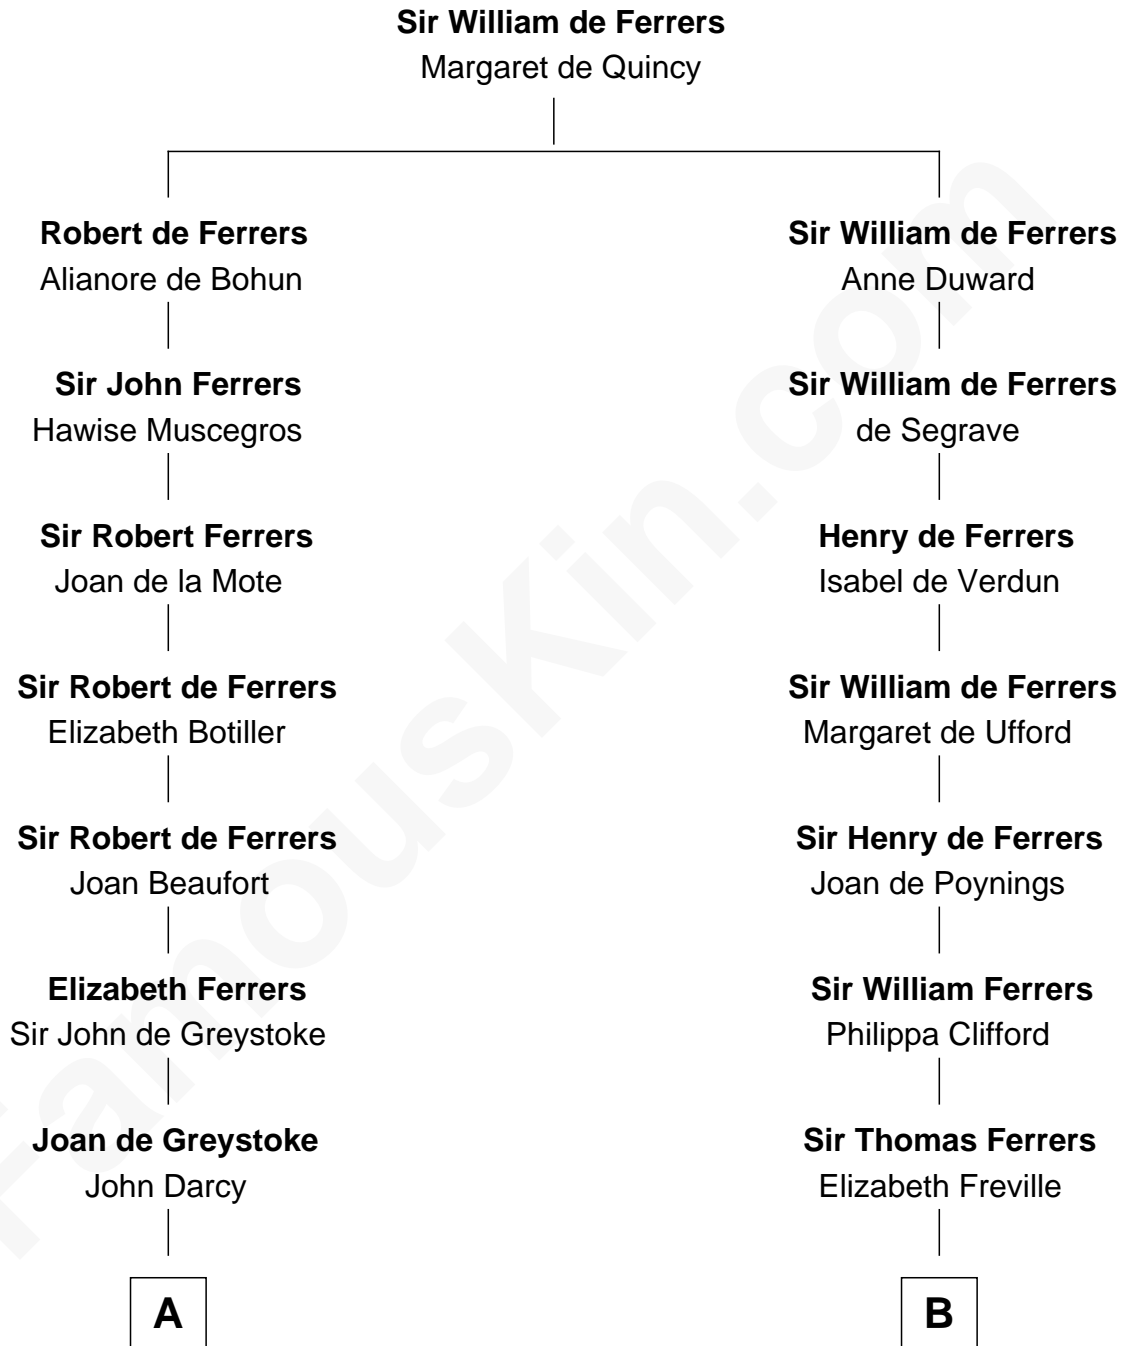 Sir William de Ferrers
Margaret de Quincy
Robert de Ferrers
Alianore de Bohun
Sir William de Ferrers
Anne Duward
Sir John Ferrers
Hawise Muscegros
Sir William de Ferrers
de Segrave
Sir Robert Ferrers
Joan de la Mote
Henry de Ferrers
Isabel de Verdun
Sir Robert de Ferrers
Elizabeth Botiller
Sir William de Ferrers
Margaret de Ufford
Sir Robert de Ferrers
Joan Beaufort
Sir Henry de Ferrers
Joan de Poynings
Elizabeth Ferrers
Sir John de Greystoke
Sir William Ferrers
Philippa Clifford
Joan de Greystoke
John Darcy
Sir Thomas Ferrers
Elizabeth Freville
A
B
FamousKin.com